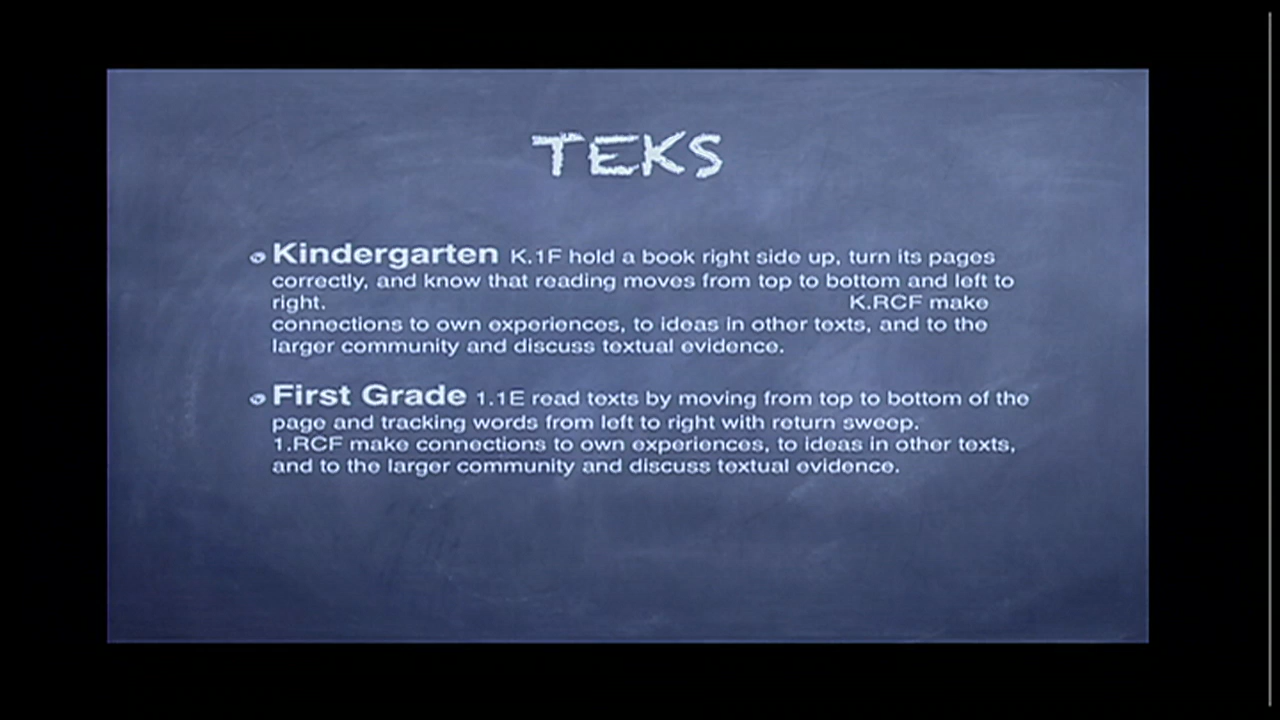 TEKS
Kindergarten K.1F hold a book right side up, turn its pages
correctly, and know that reading moves from top to bottom and left to
right. K.RCF make
connections to own experiences, to ideas in other texts, and to the
larger community and discuss textual evidence.
First Grade 1.1E read texts by moving from top to bottom of the
page and tracking words from left to right with return sweep.
1.RCF make connections to own experiences, to ideas in other texts,
and to the larger community and discuss textual evidence.